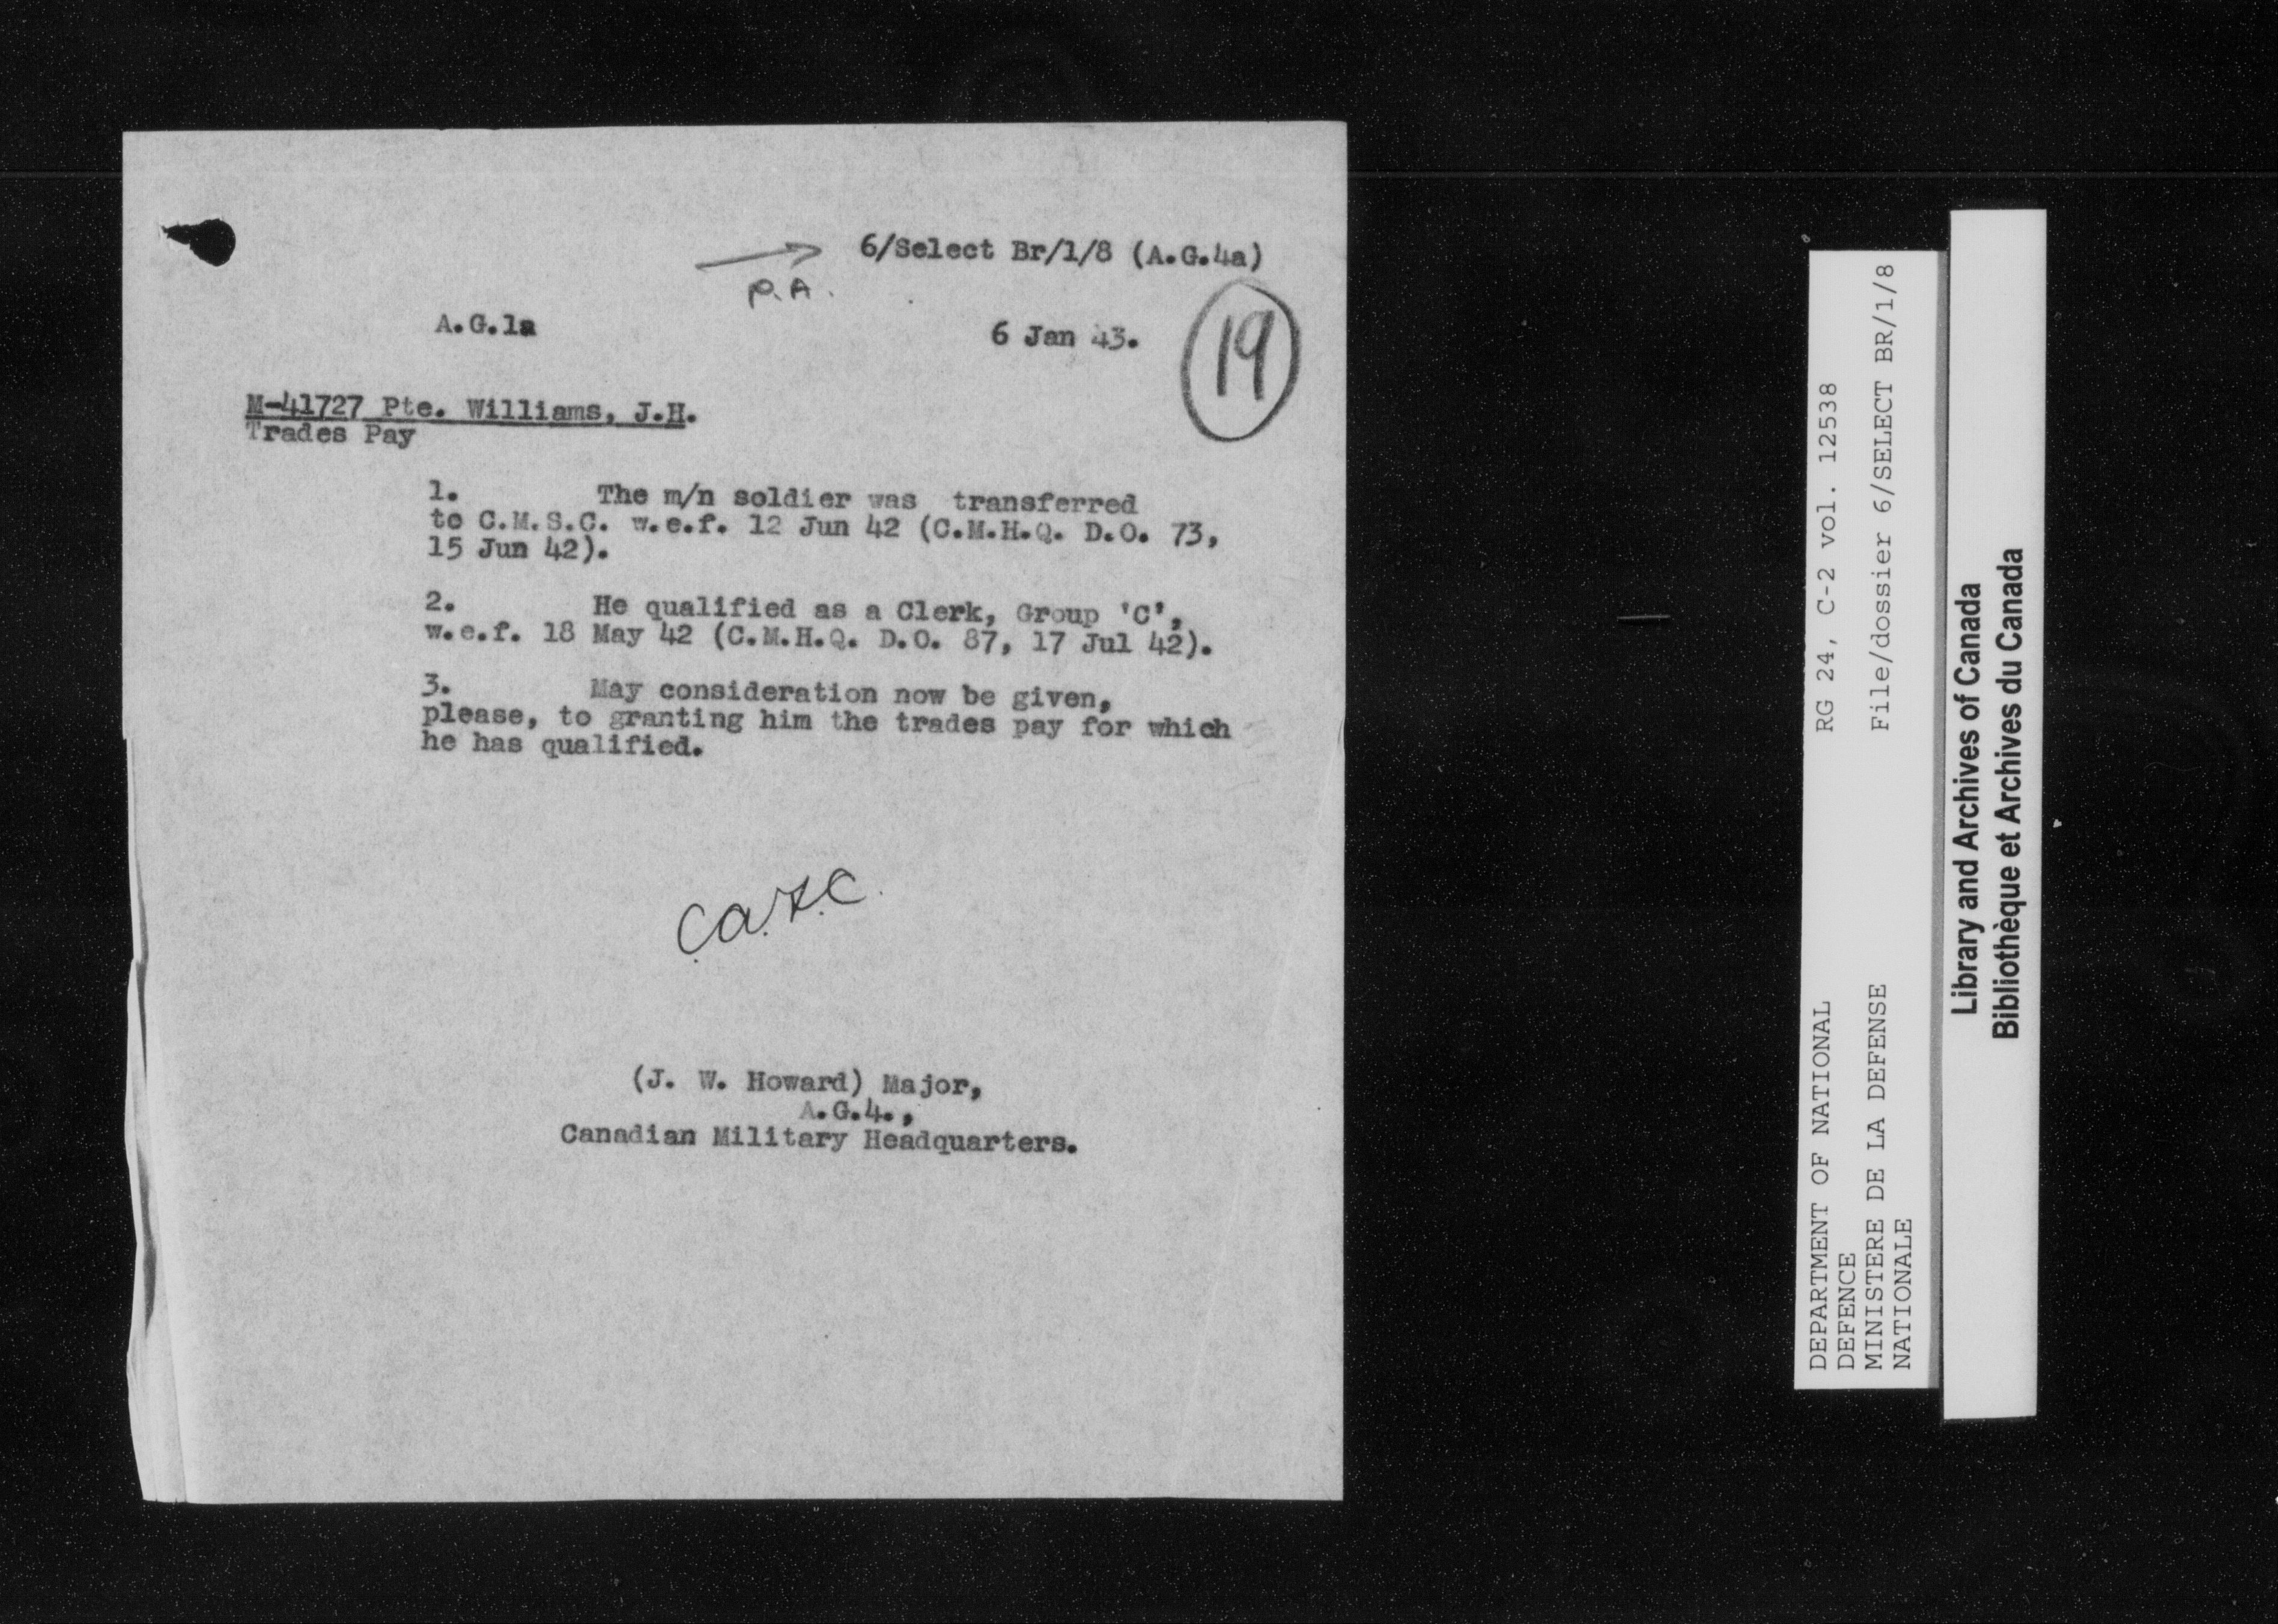 6/Select Br/1/8 (A.G.4a)
P.A.
A.G.1a
6 Jan 43.
19
M-41727 Pte. Williams, J.H.
Trades Pay
1. The m/n soldier was transferred
to C.M.S.C. w.e.f. 12 Jun 42 (C.M.H.Q. D.O. 73,
15 Jun 42).
2. He qualified as a Clerk, Group 'C',
w.e.f. 18 May 42 (C.M.H.Q. D.O. 87, 17 Jul 42).
3. May consideration now be given,
please, to granting him the trades pay for which
he has qualified.
(J. W. Howard) Major,
A.G.4.,
Canadian Military Headquarters.
DEPARTMENT OF NATIONAL
DEFENCE
MINISTERE DE LA DEFENSE
NATIONALE
RG 24, C-2 vol. 12538
File/dossier 6/SELECT BR/1/8
Library and Archives of Canada
Bibliothèque et Archives du Canada